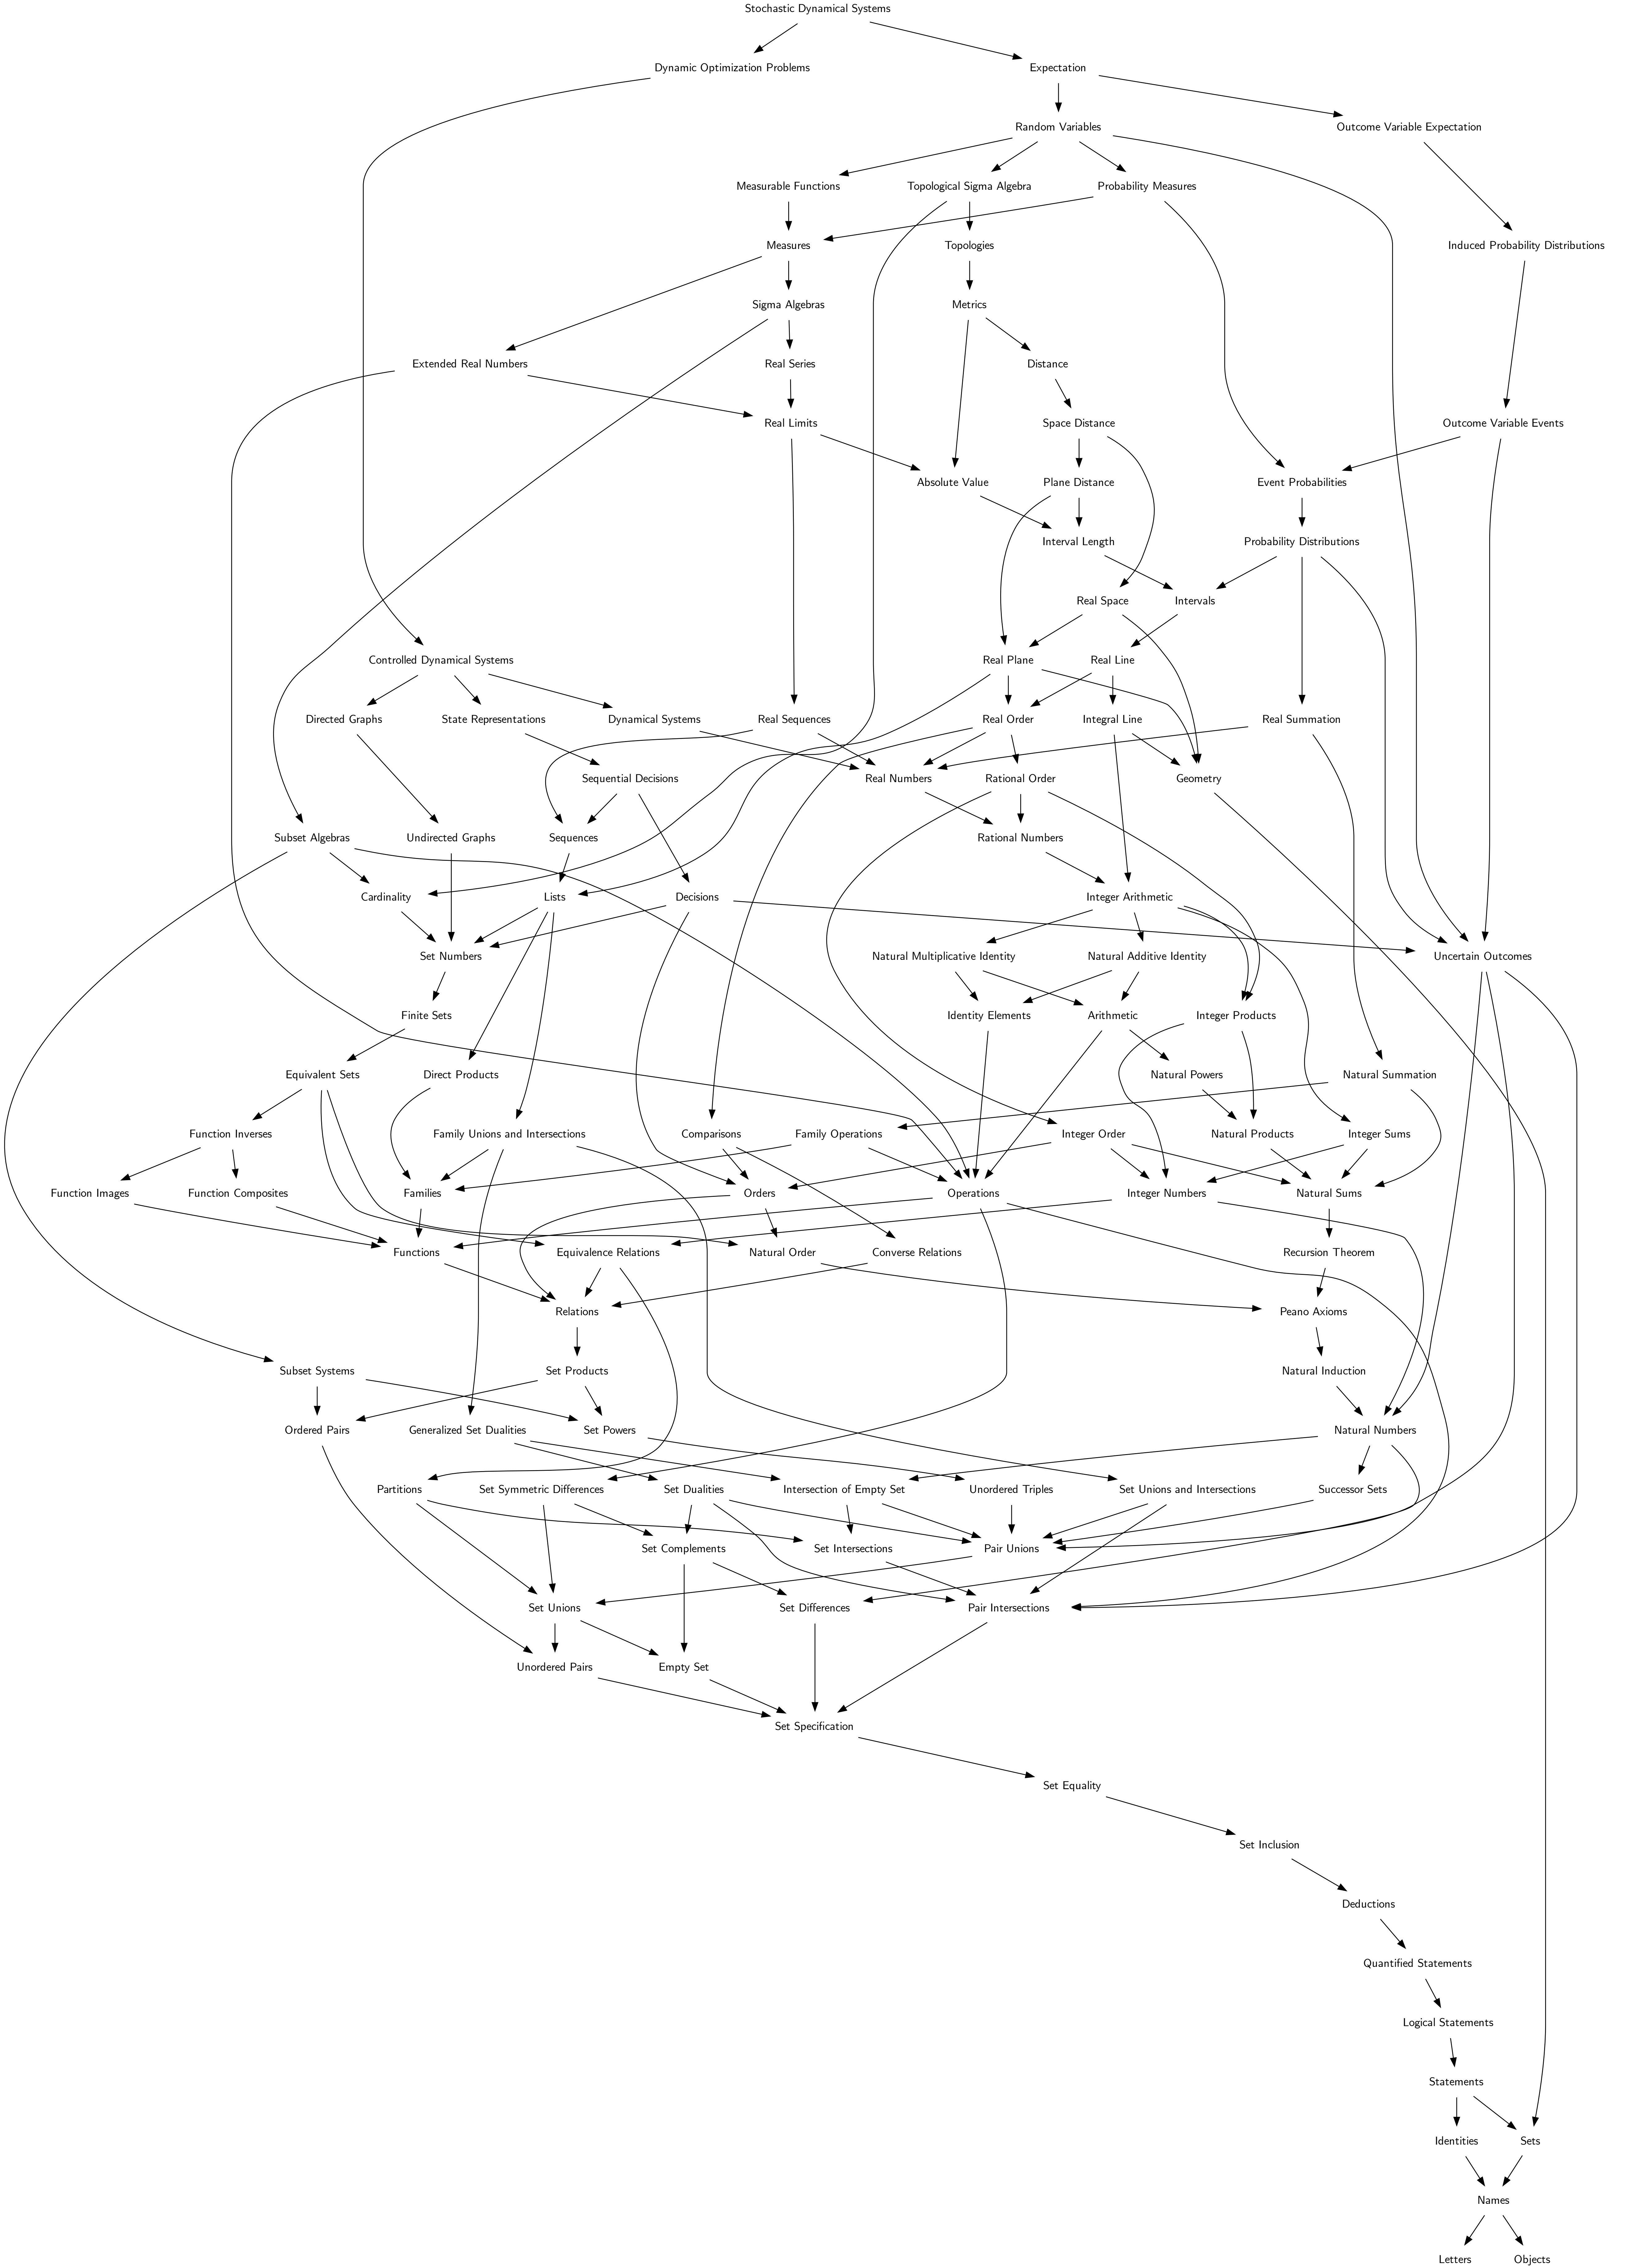 Stochastic Dynamical Systems
Dynamic Optimization Problems
Expectation
Random Variables
Outcome Variable Expectation
Measurable Functions
Topological Sigma Algebra
Probability Measures
Measures
Topologies
Induced Probability Distributions
Sigma Algebras
Metrics
Extended Real Numbers
Real Series
Distance
Real Limits
Space Distance
Outcome Variable Events
Absolute Value
Plane Distance
Event Probabilities
Interval Length
Probability Distributions
Real Space
Intervals
Controlled Dynamical Systems
Real Plane
Real Line
Directed Graphs
State Representations
Dynamical Systems
Real Sequences
Real Order
Integral Line
Real Summation
Sequential Decisions
Real Numbers
Rational Order
Geometry
Subset Algebras
Undirected Graphs
Sequences
Rational Numbers
Cardinality
Lists
Decisions
Integer Arithmetic
Set Numbers
Natural Multiplicative Identity
Natural Additive Identity
Uncertain Outcomes
Finite Sets
Identity Elements
Arithmetic
Integer Products
Equivalent Sets
Direct Products
Natural Powers
Natural Summation
Function Inverses
Family Unions and Intersections
Comparisons
Family Operations
Integer Order
Natural Products
Integer Sums
Function Images
Function Composites
Families
Orders
Operations
Integer Numbers
Natural Sums
Functions
Equivalence Relations
Natural Order
Converse Relations
Recursion Theorem
Relations
Peano Axioms
Subset Systems
Set Products
Natural Induction
Ordered Pairs
Generalized Set Dualities
Set Powers
Natural Numbers
Partitions
Set Symmetric Differences
Set Dualities
Intersection of Empty Set
Unordered Triples
Set Unions and Intersections
Successor Sets
Set Complements
Set Intersections
Pair Unions
Set Unions
Set Differences
Pair Intersections
Unordered Pairs
Empty Set
Set Specification
Set Equality
Set Inclusion
Deductions
Quantified Statements
Logical Statements
Statements
Identities
Sets
Names
Letters
Objects